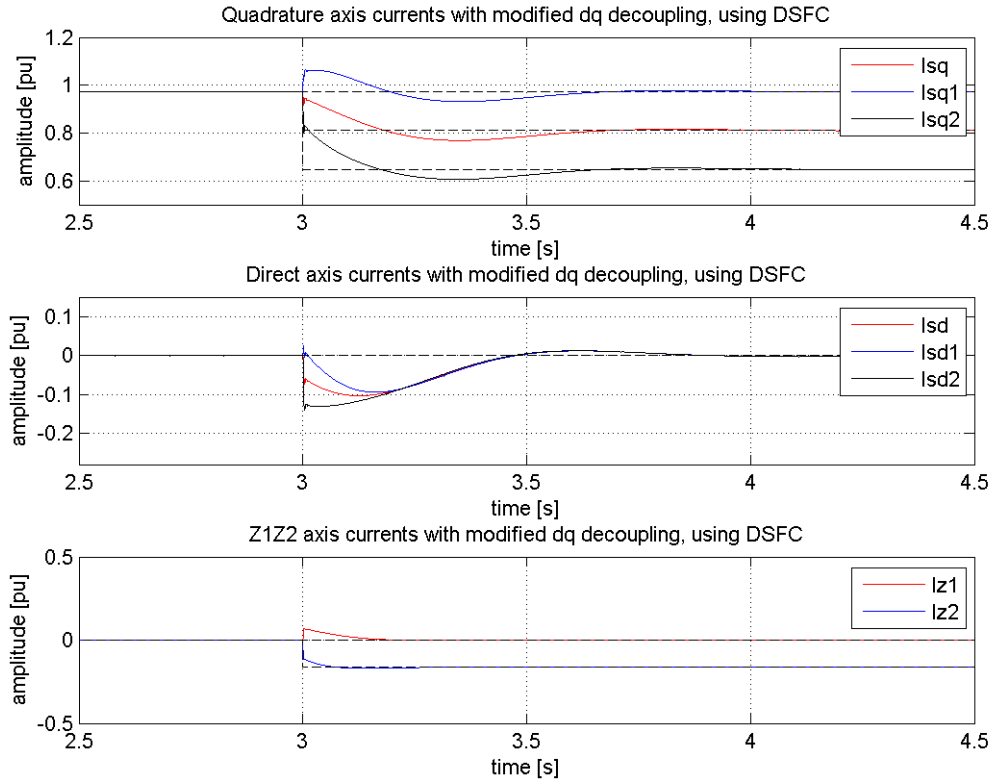 Quadrature axis currents with modified dq decoupling, using DSFC
1.2
1
0.8
0.6
amplitude [pu]
Isq
Isq1
Isq2
2.5 3 3.5 4 4.5
time [s]
Direct axis currents with modified dq decoupling, using DSFC
0.1
0
-0.1
-0.2
amplitude [pu]
Isd
Isd1
Isd2
2.5 3 3.5 4 4.5
time [s]
Z1Z2 axis currents with modified dq decoupling, using DSFC
0.5
0
-0.5
amplitude [pu]
Iz1
Iz2
2.5 3 3.5 4 4.5
time [s]